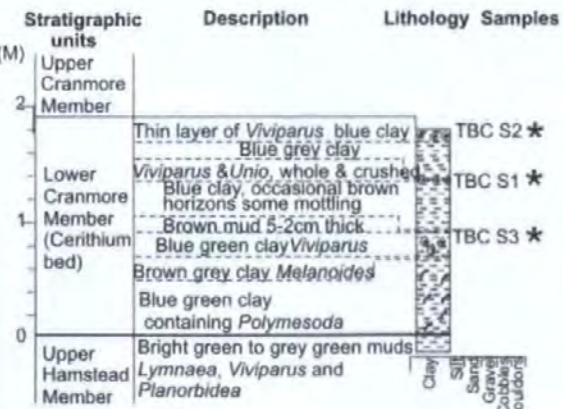 Stratigraphic units
Description
Lithology
Samples
(M)
Upper
Cranmore
Member
2
Thin layer of Viviparus blue clay
TBC S2 *
Blue grey clay
Viviparus &Unio, whole & crushed
Lower
Cranmore
Member
(Cerithium
bed)
TBC S1 *
Blue clay, occasional brown
horizons some mottling
1
Brown mud 5-2cm thick
TBC S3 *
Blue green clay Viviparus
Brown grey clay Melanoides
Blue green clay
containing Polymesoda
0
Upper
Hamstead
Member
Bright green to grey green muds
Lymnaea, Viviparus and
Planorbidea
Clay
Silt
Sand
Gravel